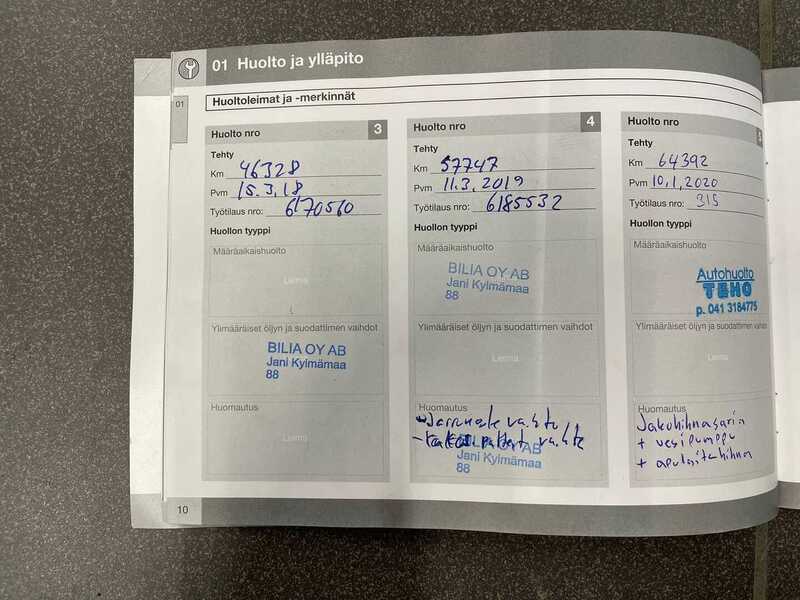 01 Huolto ja ylläpito
01
Huoltoleimat ja -merkinnät
Huolto nro 3
Tehty
Km 46328
Pvm 15.3.18
Työtilaus nro: 6170560
Huollon tyyppi
Määräaikaishuolto
Leima
Ylimääräiset öljyn ja suodattimen vaihdot
BILIA OY AB
Jani Kylmämaa
88
Huomautus
Huolto nro 4
Tehty
Km 57747
Pvm 11.3.2019
Työtilaus nro: 6185532
Huollon tyyppi
Määräaikaishuolto
BILIA OY AB
Jani Kylmämaa
88
Ylimääräiset öljyn ja suodattimen vaihdot
Leima
Huomautus
- Jarruneste vaihto
- vaihto
BILIA OY AB
Jani Kylmämaa
88
Huolto nro
Tehty
Km 64392
Pvm 10.1.2020
Työtilaus nro: 315
Huollon tyyppi
Määräaikaishuolto
Autohuolto
TEHO
p. 041 3184775
Ylimääräiset öljyn ja suodattimen vaihdot
Leima
Huomautus
Jakohihnasarja
+ vesipumppu
+ apulaitehihna
10